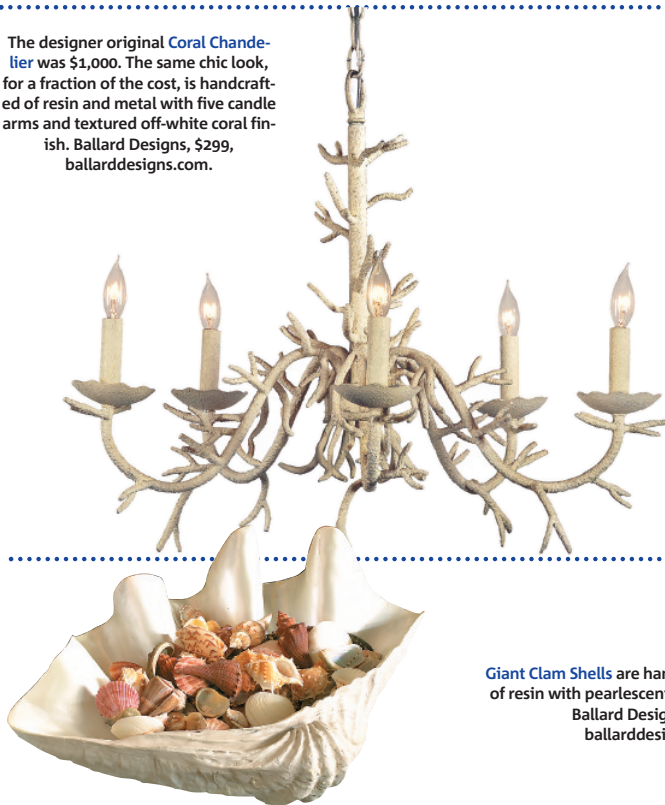 The designer original Coral Chande-
lier was $1,000. The same chic look,
for a fraction of the cost, is handcraft-
ed of resin and metal with five candle
arms and textured off-white coral fin-
ish. Ballard Designs, $299,
ballarddesigns.com.
Giant Clam Shells are har
of resin with pearlescent
Ballard Desig
ballarddesi